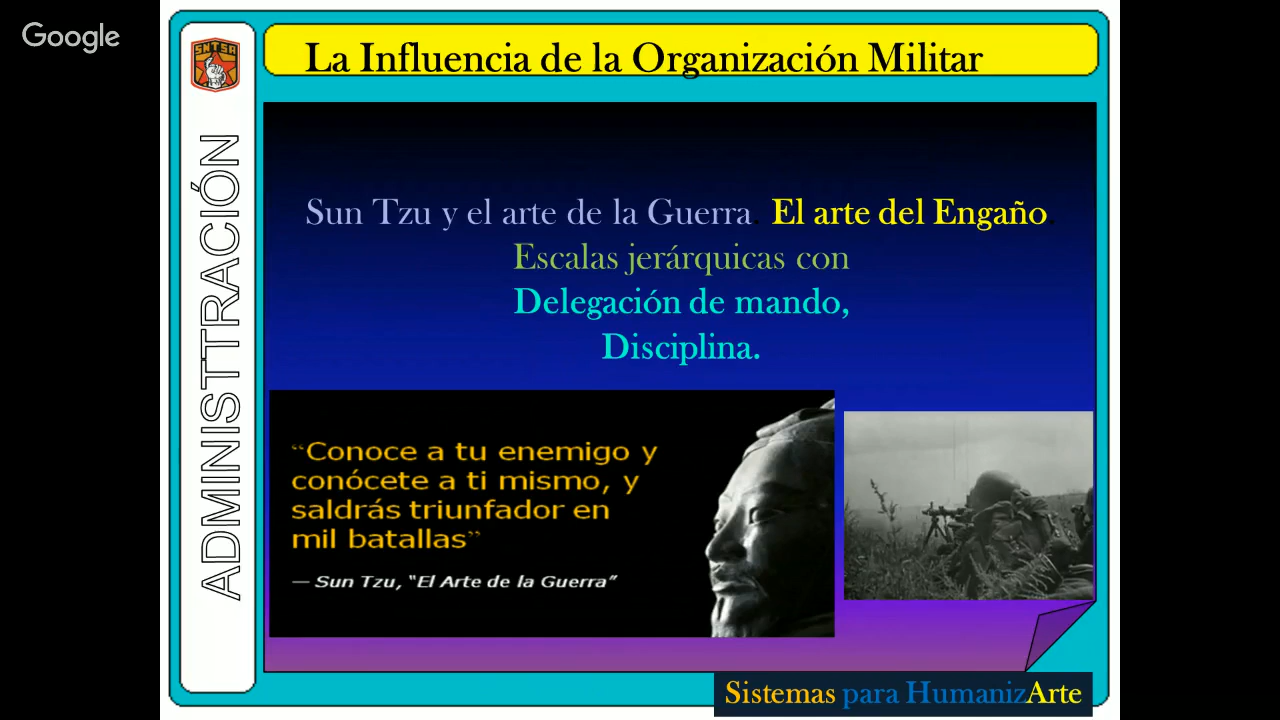 Google
SNTSA
La Influencia de la Organización Militar
ADMINISTTRACIÓN
Sun Tzu y el arte de la Guerra. El arte del Engaño.
Escalas jerárquicas con
Delegación de mando,
Disciplina.
“Conoce a tu enemigo y
conócete a ti mismo, y
saldrás triunfador en
mil batallas”
— Sun Tzu, “El Arte de la Guerra”
Sistemas para HumanizArte